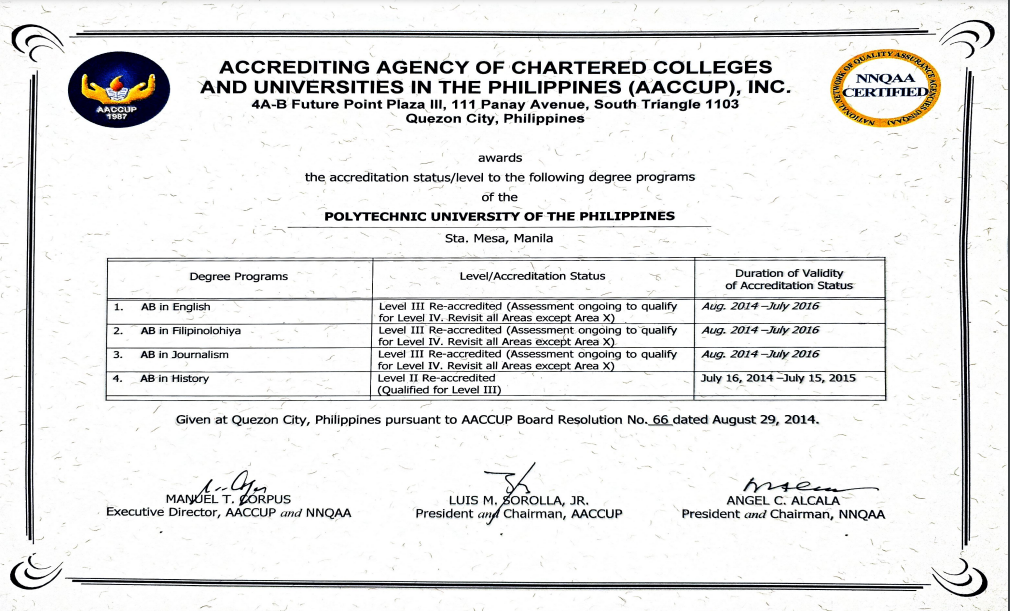 ACCREDITING AGENCY OF CHARTERED COLLEGES
AND UNIVERSITIES IN THE PHILIPPINES (AACCUP), INC.
4A-B Future Point Plaza III, 111 Panay Avenue, South Triangle 1103
Quezon City, Philippines
AACCUP
1987
NATIONAL NETWORK OF QUALITY ASSURANCE AGENCIES (NNQAA)
NNQAA
CERTIFIED
awards
the accreditation status/level to the following degree programs
of the
POLYTECHNIC UNIVERSITY OF THE PHILIPPINES
Sta. Mesa, Manila
Degree Programs
Level/Accreditation Status
Duration of Validity
of Accreditation Status
1. AB in English
Level III Re-accredited (Assessment ongoing to qualify
for Level IV. Revisit all Areas except Area X)
Aug. 2014 –July 2016
2. AB in Filipinolohiya
Level III Re-accredited (Assessment ongoing to qualify
for Level IV. Revisit all Areas except Area X)
Aug. 2014 –July 2016
3. AB in Journalism
Level III Re-accredited (Assessment ongoing to qualify
for Level IV. Revisit all Areas except Area X)
Aug. 2014 –July 2016
4. AB in History
Level II Re-accredited
(Qualified for Level III)
July 16, 2014 –July 15, 2015
Given at Quezon City, Philippines pursuant to AACCUP Board Resolution No. 66 dated August 29, 2014.
MANUEL T. CORPUS
Executive Director, AACCUP and NNQAA
LUIS M. SOROLLA, JR.
President and Chairman, AACCUP
ANGEL C. ALCALA
President and Chairman, NNQAA